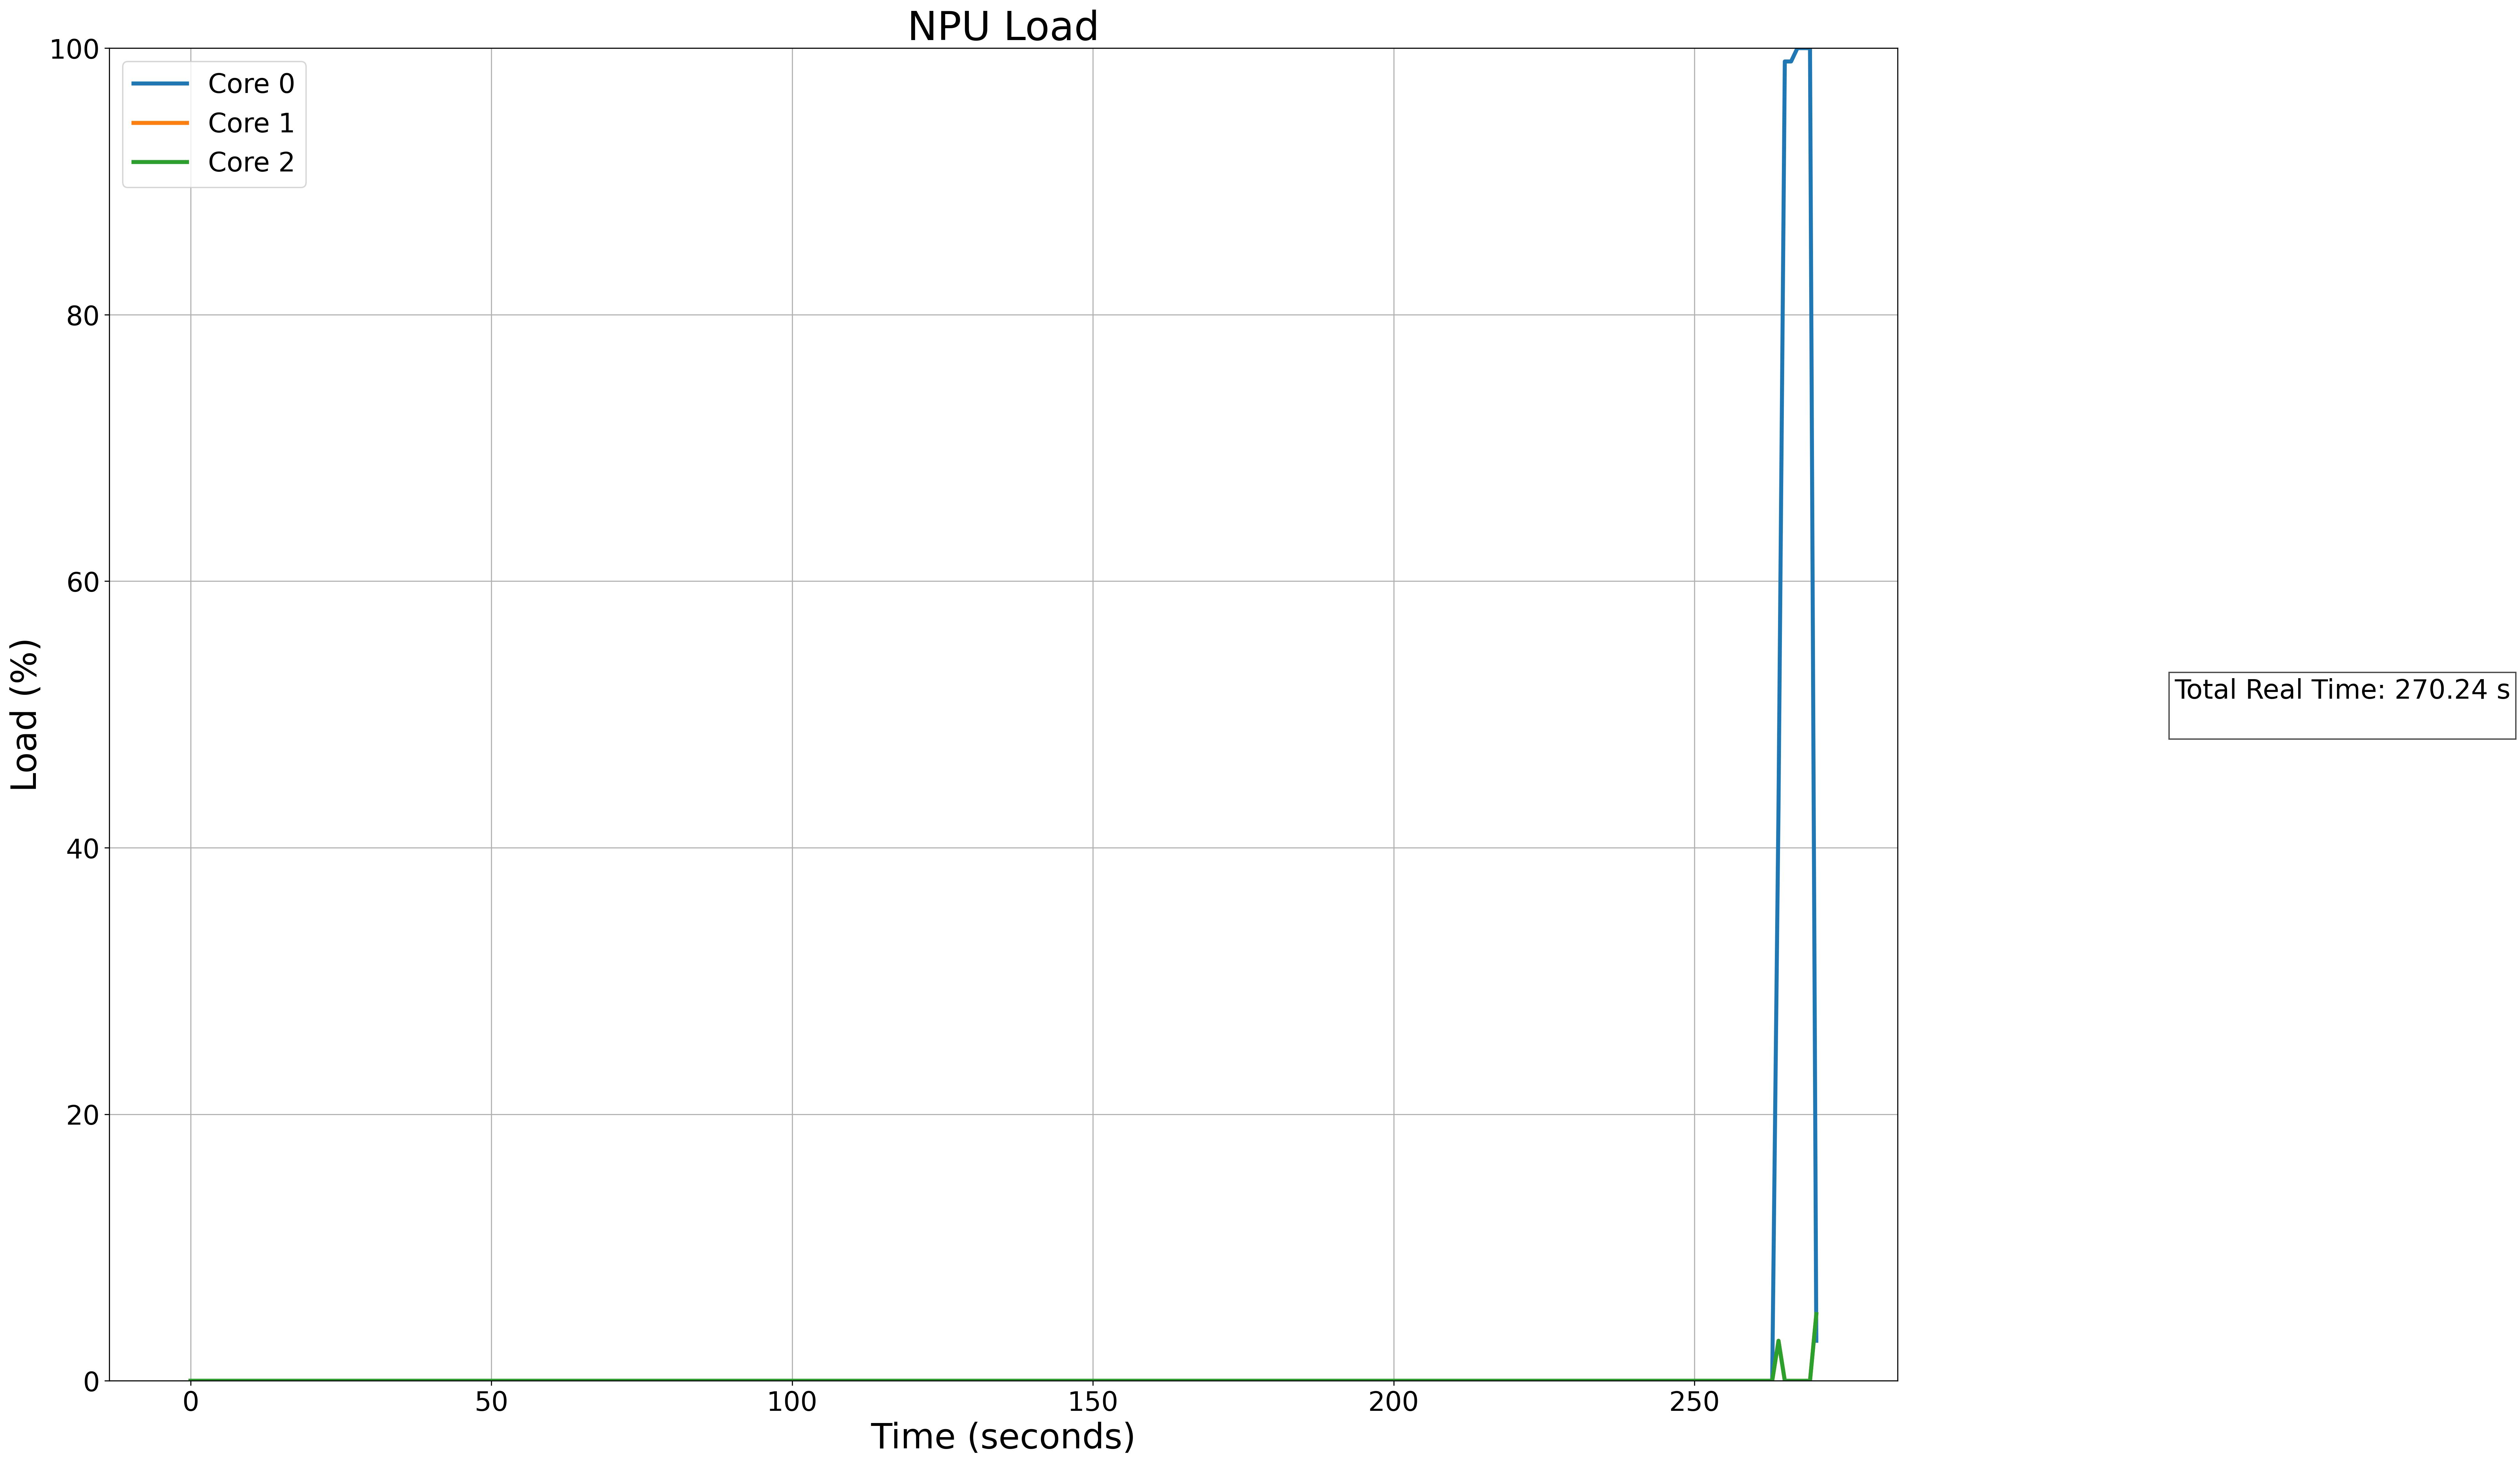 NPU Load
100
80
60
40
20
0
Load (%)
Core 0
Core 1
Core 2
0 50 100 150 200 250
Time (seconds)
Total Real Time: 270.24 s